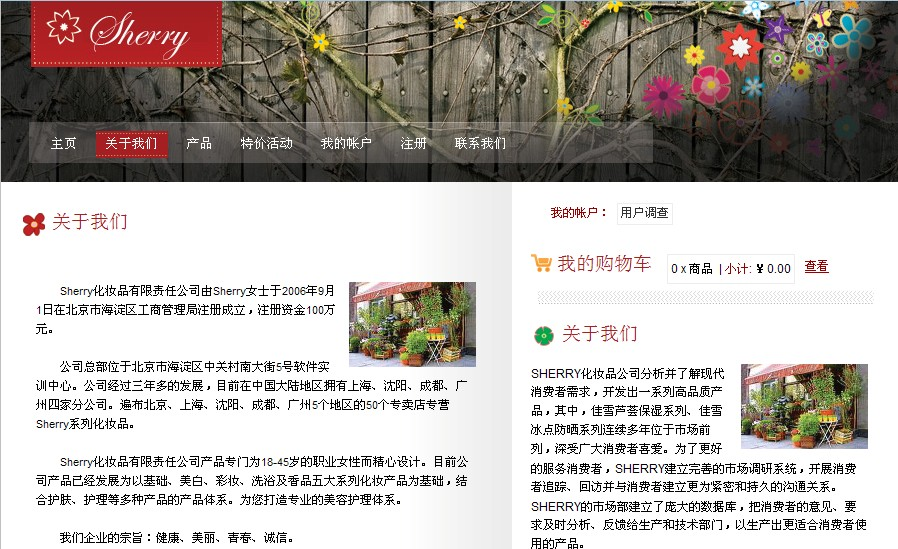 Sherry
主页 关于我们 产品 特价活动 我的帐户 注册 联系我们
关于我们
Sherry化妆品有限责任公司由Sherry女士于2006年9月
1日在北京市海淀区工商管理局注册成立，注册资金100万
元。
公司总部位于北京市海淀区中关村南大街5号软件实
训中心。公司经过三年多的发展，目前在中国大陆地区拥有上海、沈阳、成都、广
州四家分公司。遍布北京、上海、沈阳、成都、广州5个地区的50个专卖店专营
Sherry系列化妆品。
Sherry化妆品有限责任公司产品专门为18-45岁的职业女性而精心设计。目前公
司产品已经发展为以基础、美白、彩妆、洗浴及香品五大系列化妆产品为基础，结
合护肤、护理等多种产品的产品体系。为您打造专业的美容护理体系。
我们企业的宗旨：健康、美丽、青春、诚信。
我的帐户： 用户调查
我的购物车 0 x 商品 | 小计: ¥ 0.00 查看
关于我们
SHERRY化妆品公司分析并了解现代
消费者需求，开发出一系列高品质产
品，其中，佳雪芦荟保湿系列、佳雪
冰点防晒系列连续多年位于市场前
列，深受广大消费者喜爱。为了更好
的服务消费者，SHERRY建立完善的市场调研系统，开展消费
者追踪、回访并与消费者建立更为紧密和持久的沟通关系。
SHERRY的市场部建立了庞大的数据库，把消费者的意见、要
求及时分析、反馈给生产和技术部门，以生产出更适合消费者使
用的产品。